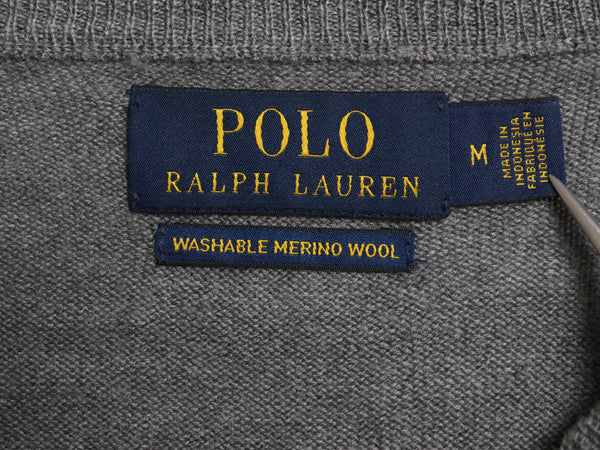 POLO
RALPH LAUREN
M
MADE IN
INDONESIA
FABRIQUÉ EN
INDONÉSIE
WASHABLE MERINO WOOL